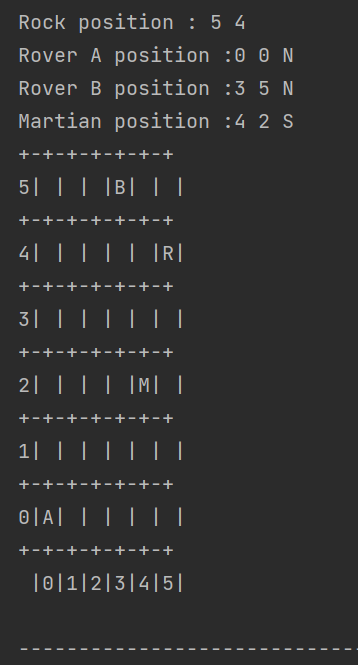 Rock position : 5 4
Rover A position :0 0 N
Rover B position :3 5 N
Martian position :4 2 S
+-+-+-+-+-+-+
5| | | |B| | |
+-+-+-+-+-+-+
4| | | | | |R|
+-+-+-+-+-+-+
3| | | | | | |
+-+-+-+-+-+-+
2| | | | |M| |
+-+-+-+-+-+-+
1| | | | | | |
+-+-+-+-+-+-+
0|A| | | | | |
+-+-+-+-+-+-+
 |0|1|2|3|4|5|

-----------------------------